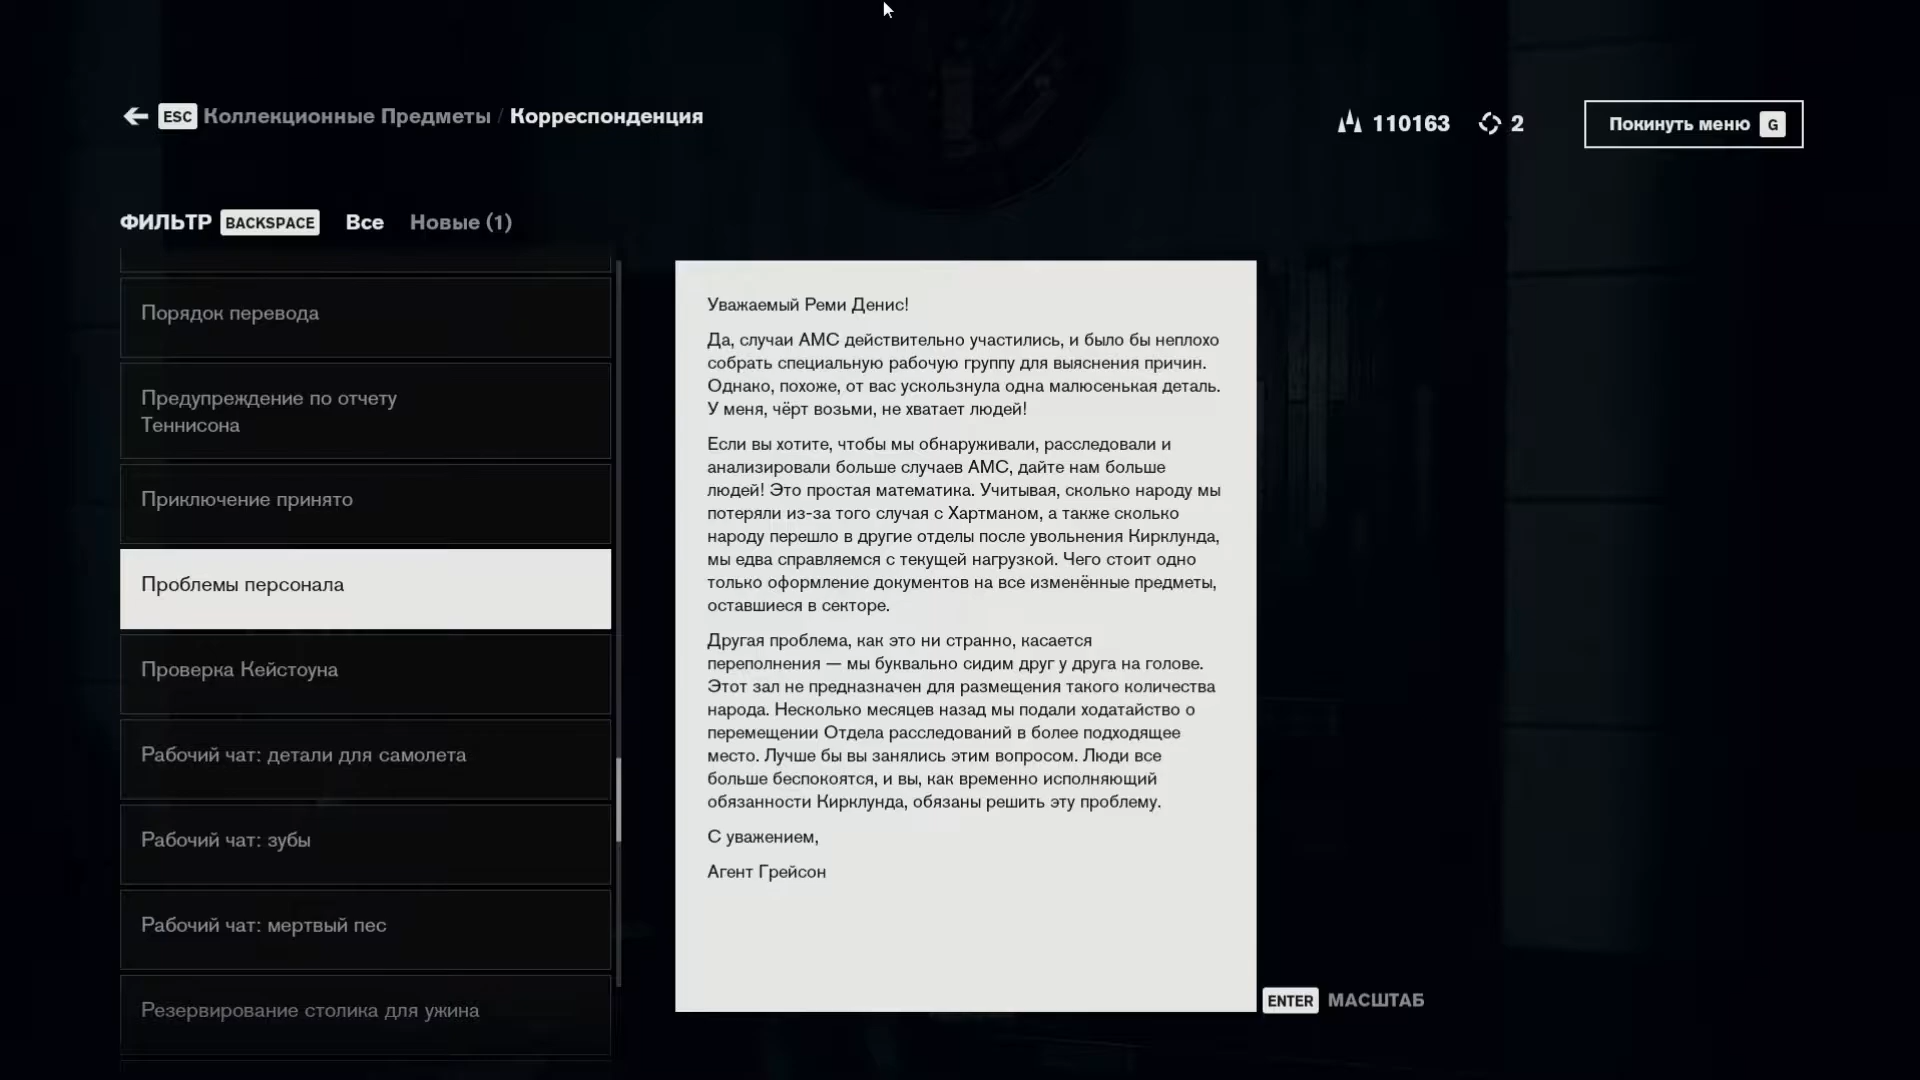 ESC Коллекционные Предметы / Корреспонденция
110163 2
Покинуть меню G
ФИЛЬТР BACKSPACE Все Новые (1)
Порядок перевода
Предупреждение по отчету
Теннисона
Приключение принято
Проблемы персонала
Проверка Кейстоуна
Рабочий чат: детали для самолета
Рабочий чат: зубы
Рабочий чат: мертвый пес
Резервирование столика для ужина
Уважаемый Реми Денис!
Да, случаи АМС действительно участились, и было бы неплохо
собрать специальную рабочую группу для выяснения причин.
Однако, похоже, от вас ускользнула одна малюсенькая деталь.
У меня, чёрт возьми, не хватает людей!
Если вы хотите, чтобы мы обнаруживали, расследовали и
анализировали больше случаев АМС, дайте нам больше
людей! Это простая математика. Учитывая, сколько народу мы
потеряли из-за того случая с Хартманом, а также сколько
народу перешло в другие отделы после увольнения Кирклунда,
мы едва справляемся с текущей нагрузкой. Чего стоит одно
только оформление документов на все изменённые предметы,
оставшиеся в секторе.
Другая проблема, как это ни странно, касается
переполнения — мы буквально сидим друг у друга на голове.
Этот зал не предназначен для размещения такого количества
народа. Несколько месяцев назад мы подали ходатайство о
перемещении Отдела расследований в более подходящее
место. Лучше бы вы занялись этим вопросом. Люди все
больше беспокоятся, и вы, как временно исполняющий
обязанности Кирклунда, обязаны решить эту проблему.
С уважением,
Агент Грейсон
ENTER МАСШТАБ